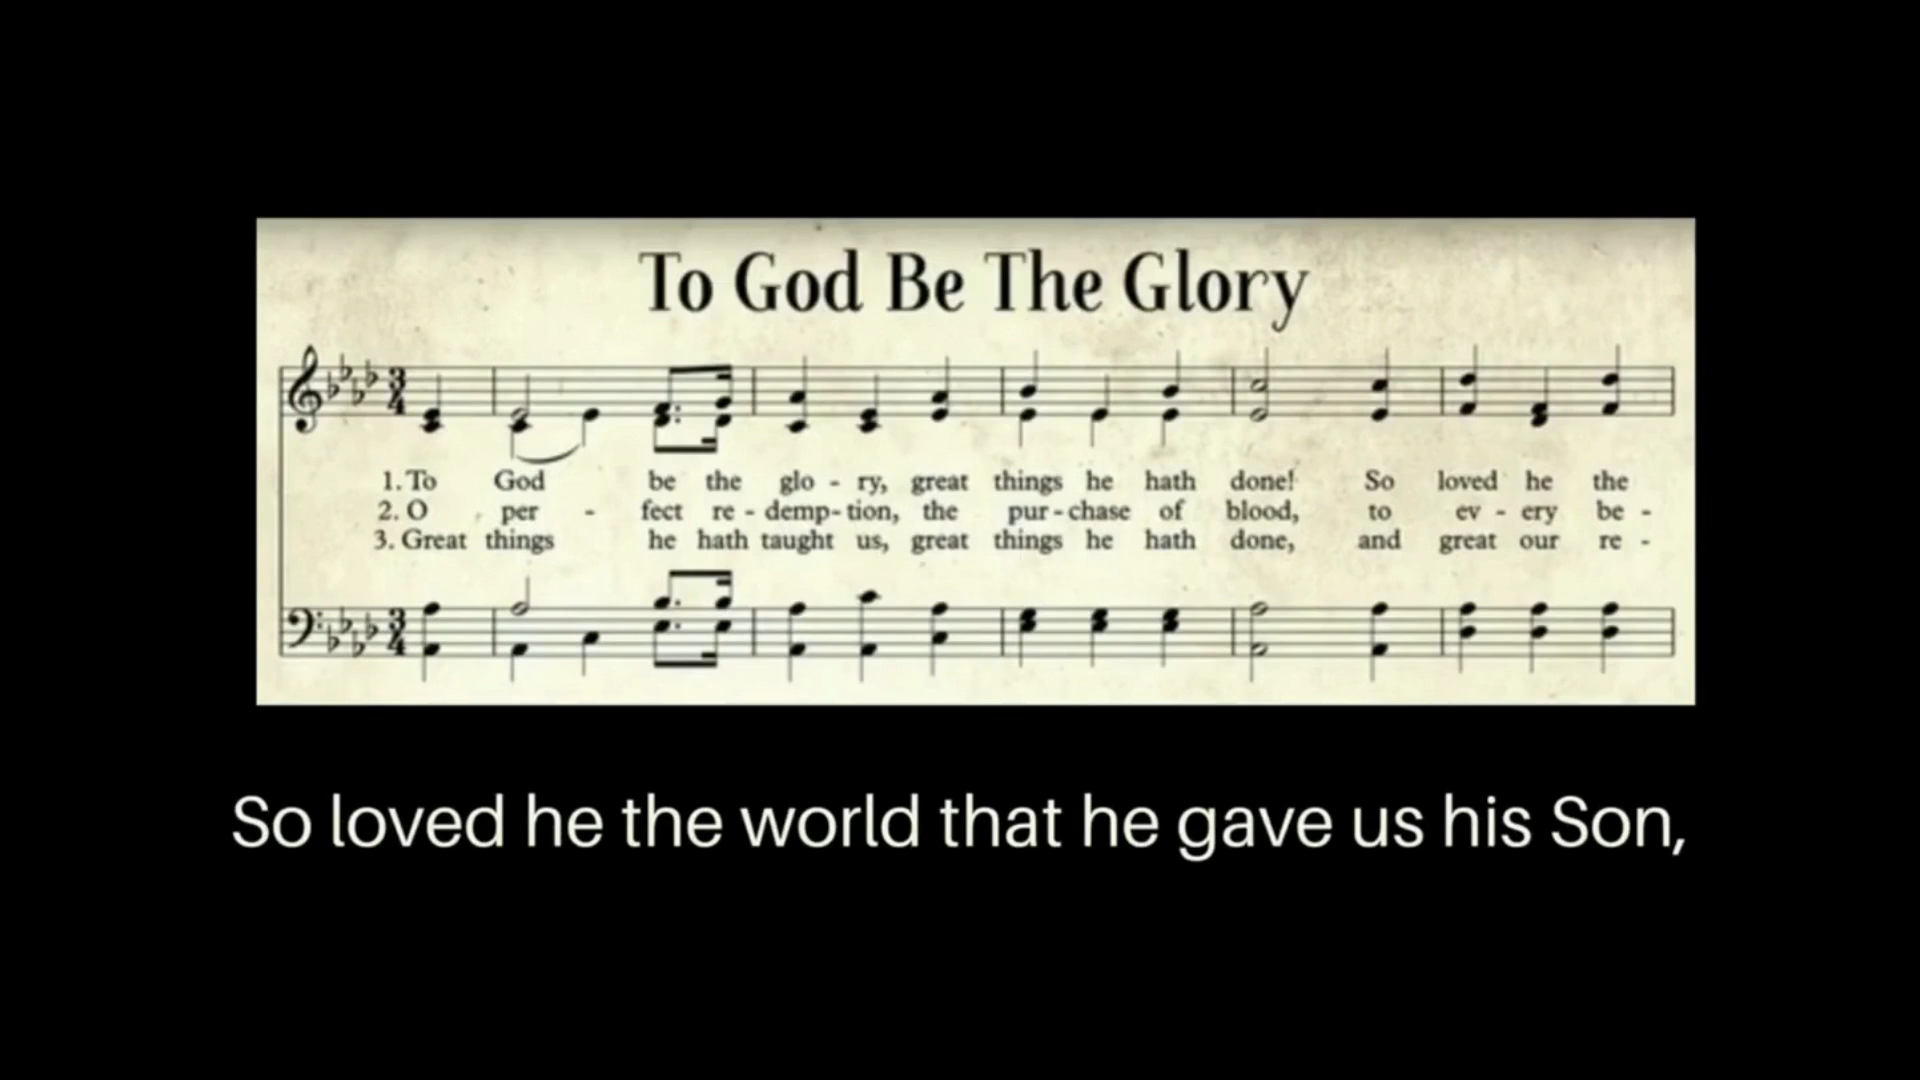 To God Be The Glory
1. To God be the glo - ry, great things he hath done! So loved he the
2. O per - fect re - demp - tion, the pur - chase of blood, to ev - ery be -
3. Great things he hath taught us, great things he hath done, and great our re -
So loved he the world that he gave us his Son,